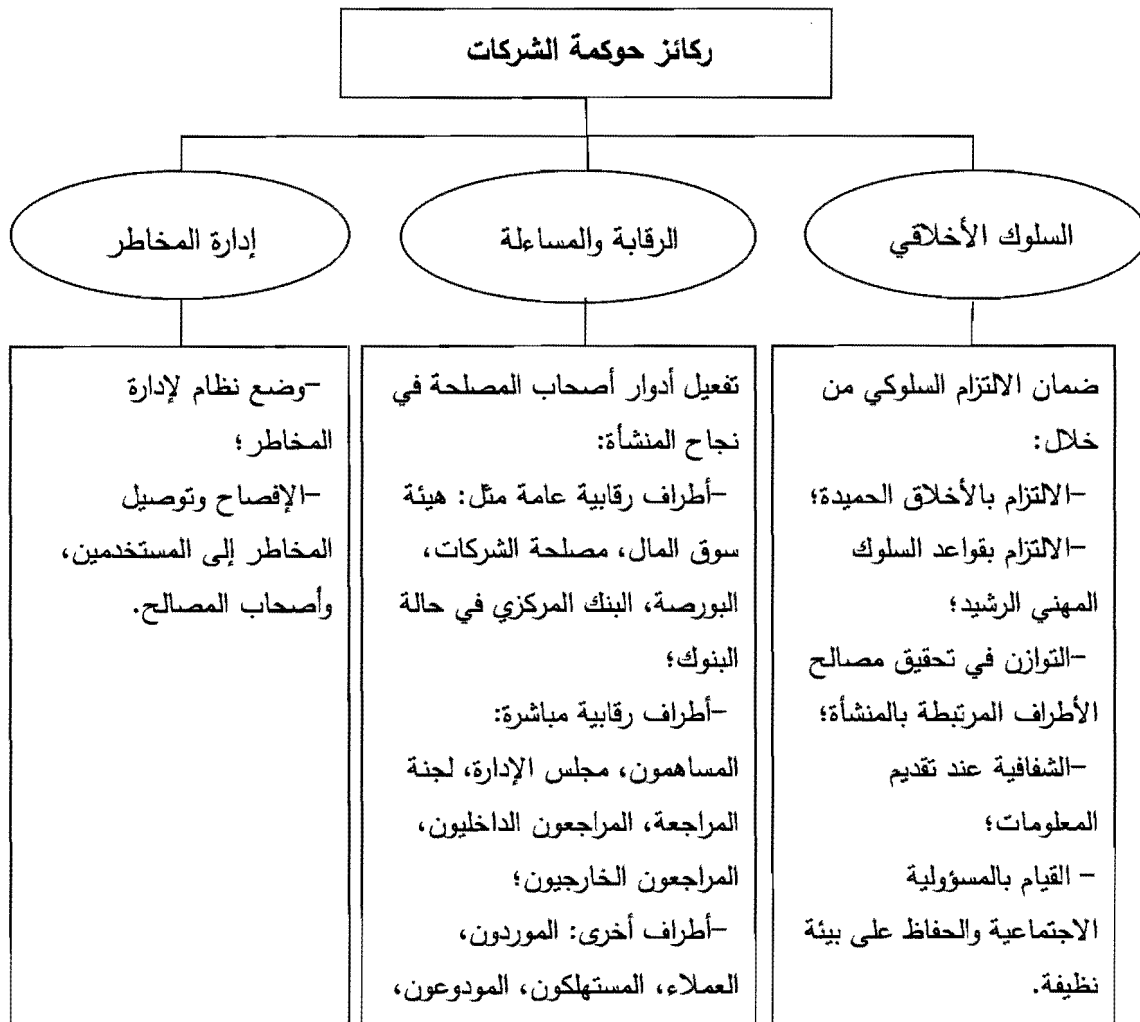 ركائز حوكمة الشركات
السلوك الأخلاقي
الرقابة والمساءلة
إدارة المخاطر
ضمان الالتزام السلوكي من
خلال:
-الالتزام بالأخلاق الحميدة؛
-الالتزام بقواعد السلوك
المهني الرشيد؛
-التوازن في تحقيق مصالح
الأطراف المرتبطة بالمنشأة؛
-الشفافية عند تقديم
المعلومات؛
- القيام بالمسؤولية
الاجتماعية والحفاظ على بيئة
نظيفة.
تفعيل أدوار أصحاب المصلحة في
نجاح المنشأة:
-أطراف رقابية عامة مثل: هيئة
سوق المال، مصلحة الشركات،
البورصة، البنك المركزي في حالة
البنوك؛
-أطراف رقابية مباشرة:
المساهمون، مجلس الإدارة، لجنة
المراجعة، المراجعون الداخليون،
المراجعون الخارجيون؛
-أطراف أخرى: الموردون،
العملاء، المستهلكون، المودوعون،
-وضع نظام لإدارة
المخاطر؛
-الإفصاح وتوصيل
المخاطر إلى المستخدمين،
وأصحاب المصالح.